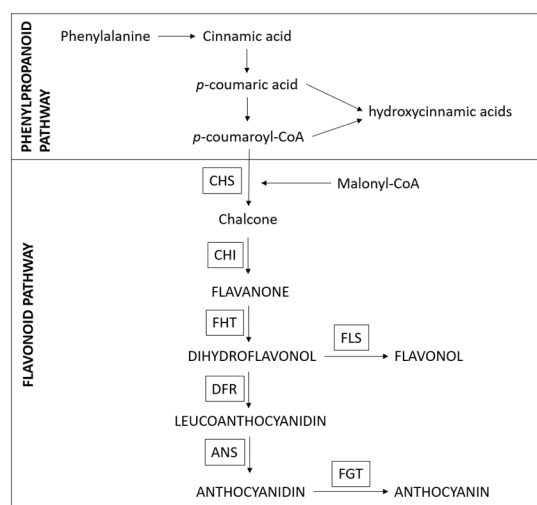 PHENYLPROPANOID
PATHWAY
Phenylalanine
Cinnamic acid
p-coumaric acid
hydroxycinnamic acids
p-coumaroyl-CoA
FLAVONOID PATHWAY
CHS
Malonyl-CoA
Chalcone
CHI
FLAVANONE
FHT
DIHYDROFLAVONOL
FLS
FLAVONOL
DFR
LEUCOANTHOCYANIDIN
ANS
ANTHOCYANIDIN
FGT
ANTHOCYANIN